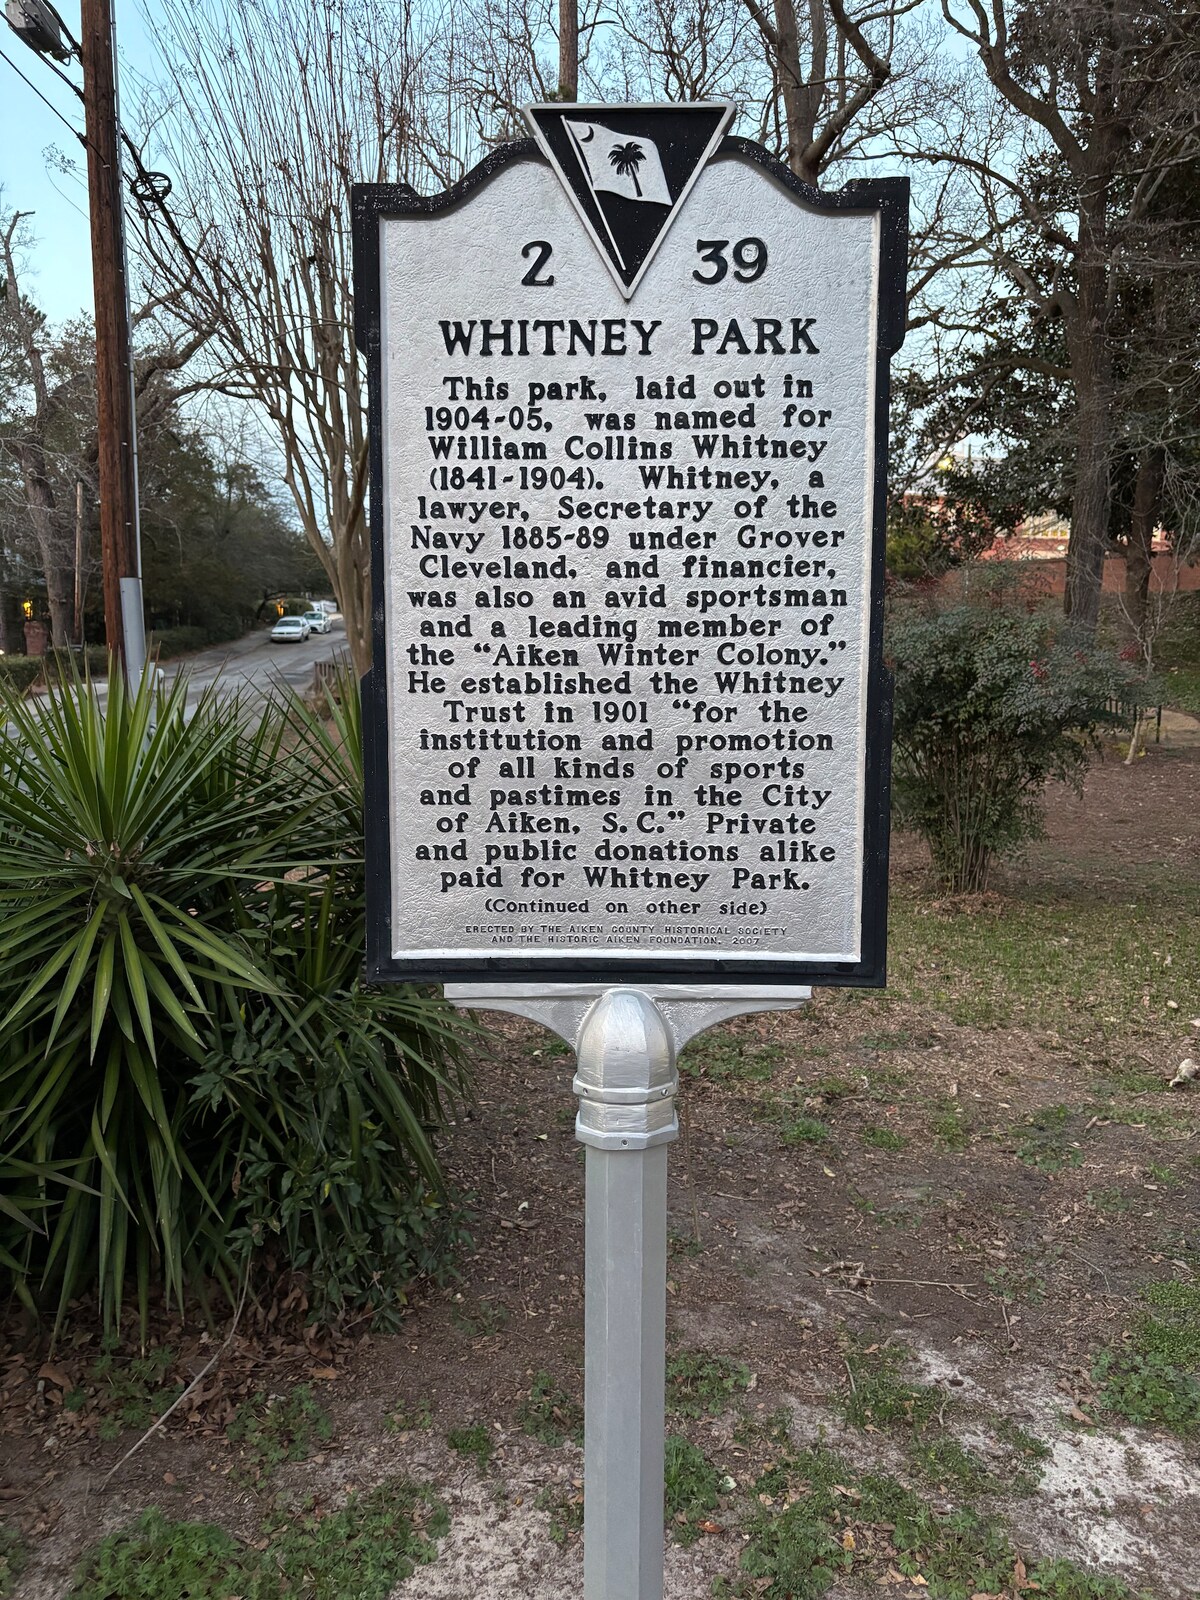 2 39
WHITNEY PARK
This park, laid out in
1904-05, was named for
William Collins Whitney
(1841-1904). Whitney, a
lawyer, Secretary of the
Navy 1885-89 under Grover
Cleveland, and financier,
was also an avid sportsman
and a leading member of
the “Aiken Winter Colony.”
He established the Whitney
Trust in 1901 “for the
institution and promotion
of all kinds of sports
and pastimes in the City
of Aiken, S.C.” Private
and public donations alike
paid for Whitney Park.
(Continued on other side)
ERECTED BY THE AIKEN COUNTY HISTORICAL SOCIETY
AND THE HISTORIC AIKEN FOUNDATION, 2007